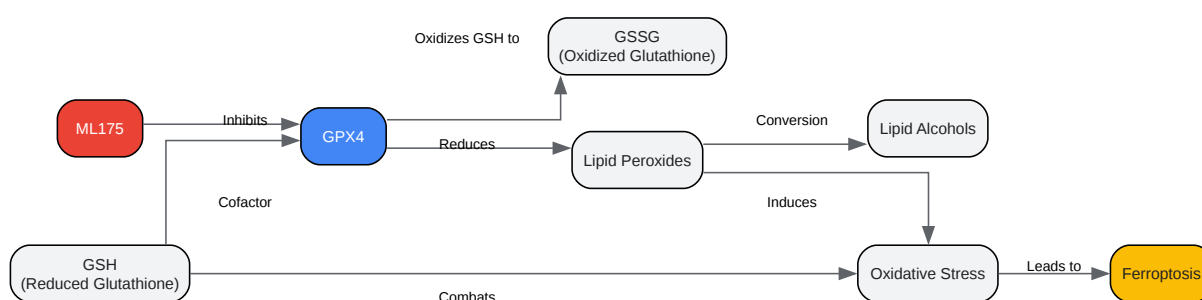 Oxidizes GSH to
GSSG
(Oxidized Glutathione)
ML175
Inhibits
GPX4
Reduces
Lipid Peroxides
Conversion
Lipid Alcohols
Cofactor
Induces
GSH
(Reduced Glutathione)
Combats
Oxidative Stress
Leads to
Ferroptosis